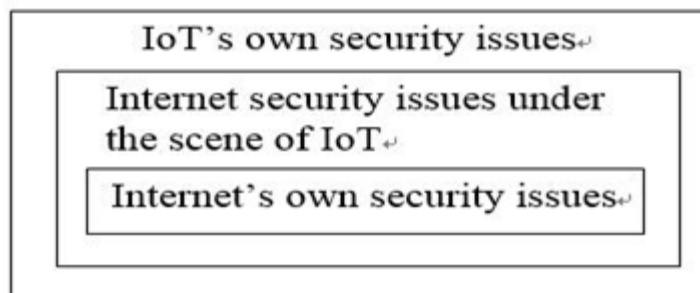 IoT's own security issues
Internet security issues under
the scene of IoT
Internet's own security issues